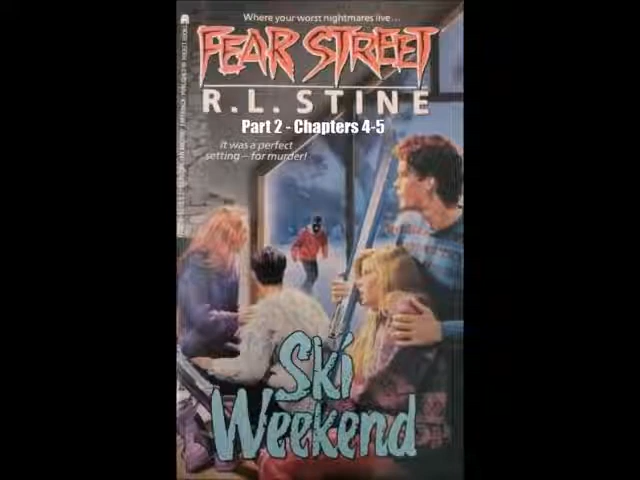 Where your worst nightmares live...
FEAR STREET
R.L. STINE
Part 2 - Chapters 4-5
It was a perfect
setting—for murder!
Ski
Weekend